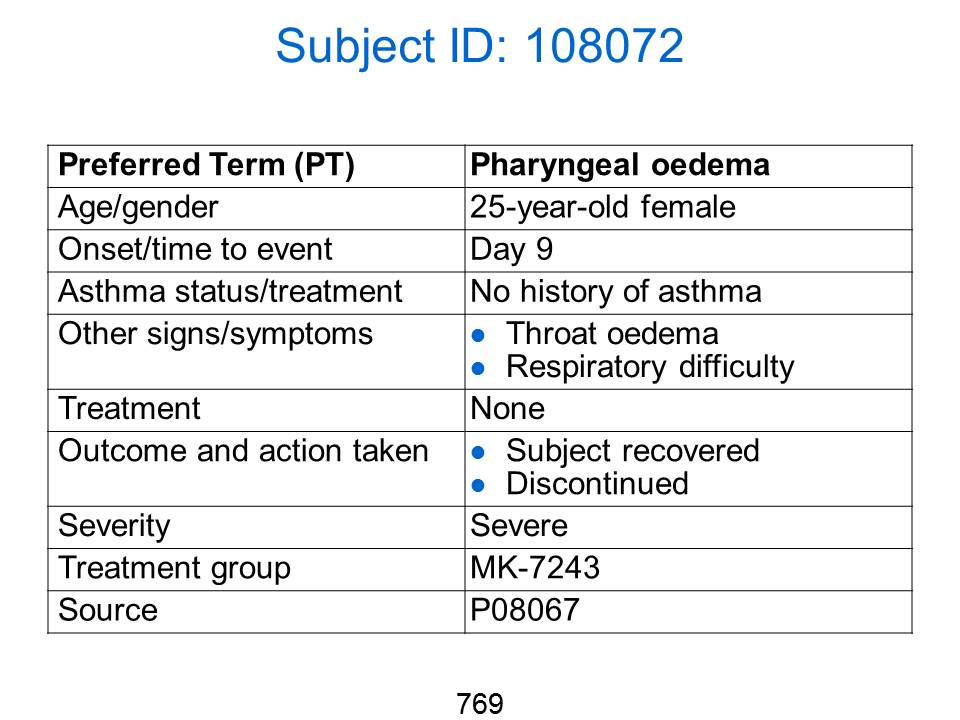 Subject ID: 108072
Preferred Term (PT) Pharyngeal oedema
Age/gender 25-year-old female
Onset/time to event Day 9
Asthma status/treatment No history of asthma
Other signs/symptoms ● Throat oedema
● Respiratory difficulty
Treatment None
Outcome and action taken ● Subject recovered
● Discontinued
Severity Severe
Treatment group MK-7243
Source P08067
769